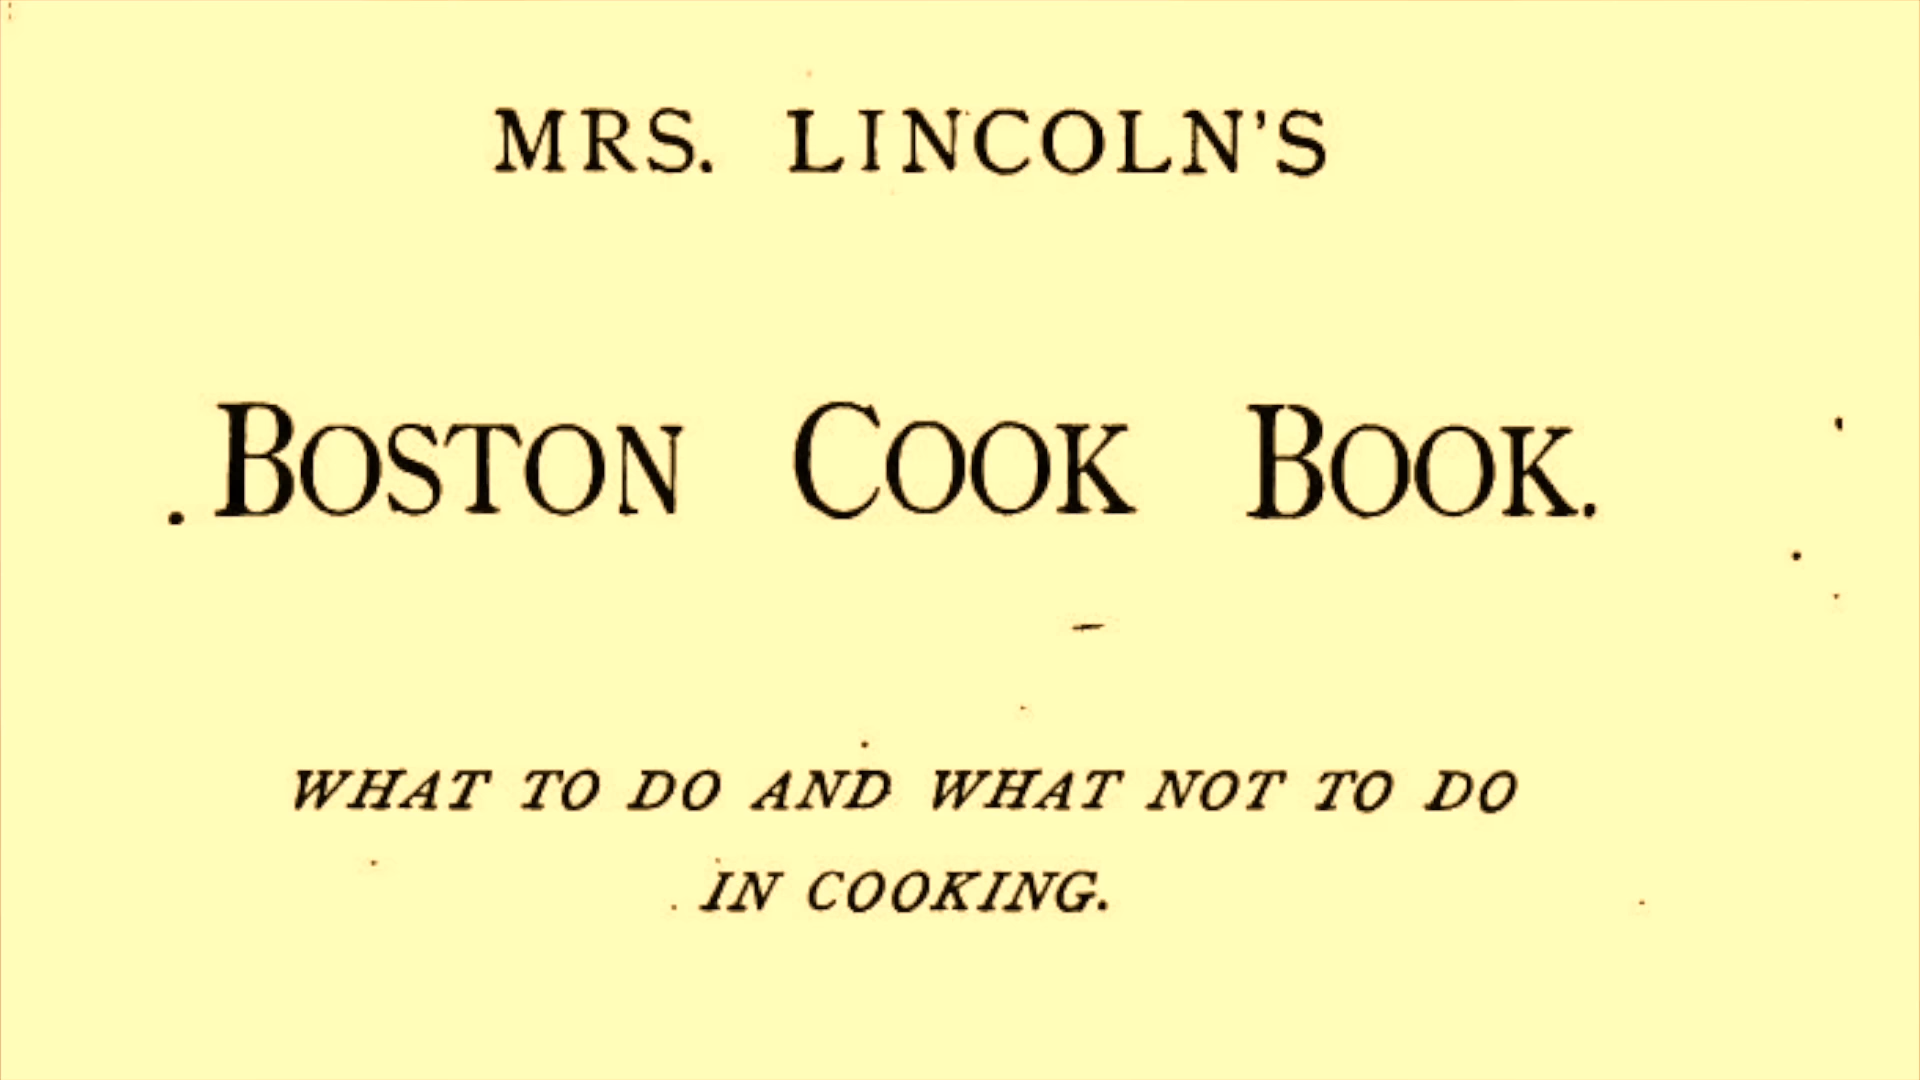 MRS. LINCOLN'S
BOSTON COOK BOOK.
WHAT TO DO AND WHAT NOT TO DO
IN COOKING.